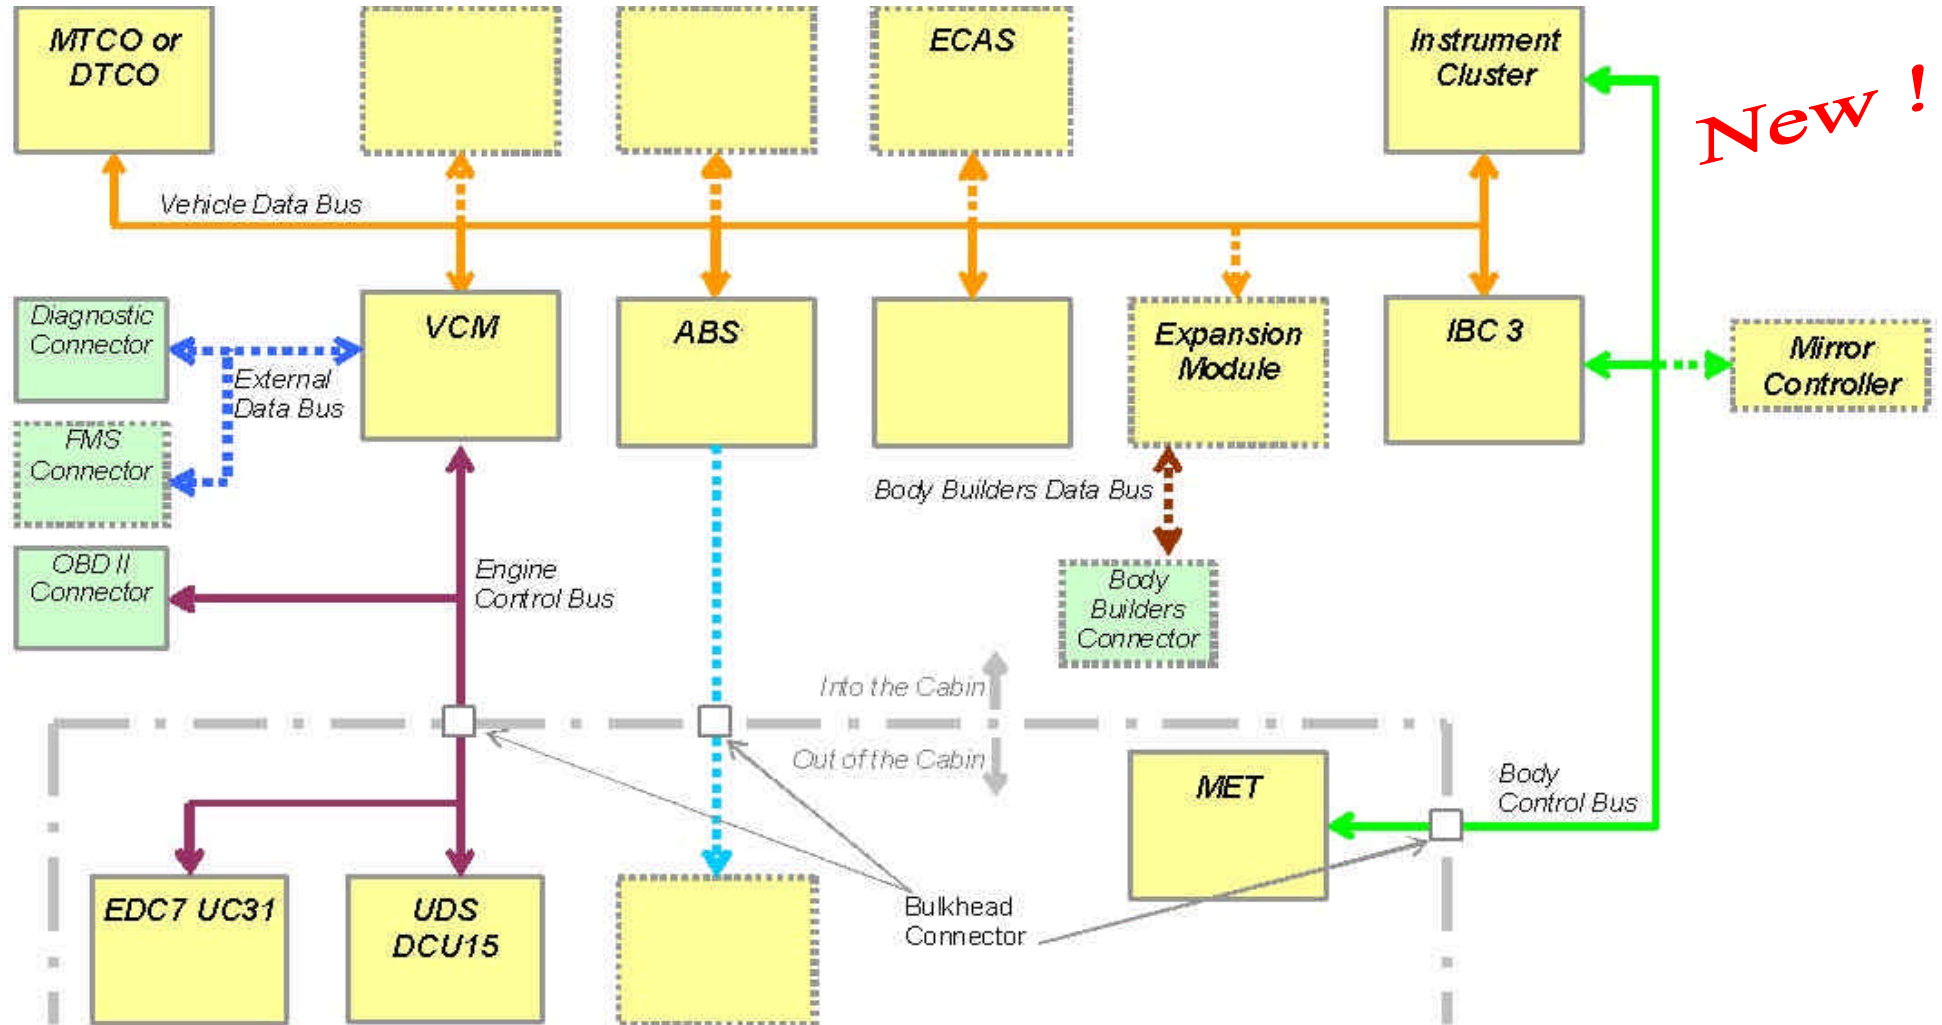 MTCO or
DTCO
ECAS
Instrument
Cluster
New !
Vehicle Data Bus
Diagnostic
Connector
VCM
ABS
Expansion
Module
IBC 3
Mirror
Controller
External
Data Bus
FMS
Connector
Body Builders Data Bus
OBD II
Connector
Engine
Control Bus
Body
Builders
Connector
Into the Cabin
Out of the Cabin
MET
Body
Control Bus
EDC7 UC31
UDS
DCU15
Bulkhead
Connector